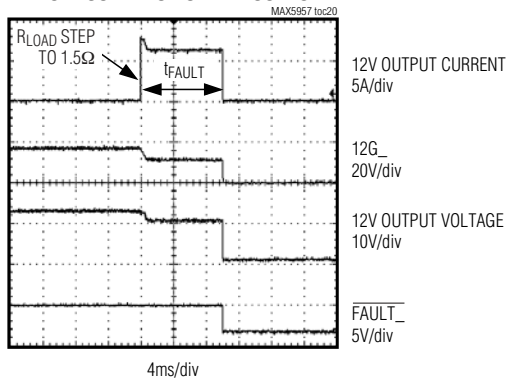 MAX5957 toc20
RLOAD STEP
TO 1.5Ω
tFAULT
12V OUTPUT CURRENT
5A/div
12G_
20V/div
12V OUTPUT VOLTAGE
10V/div
FAULT_
5V/div
4ms/div